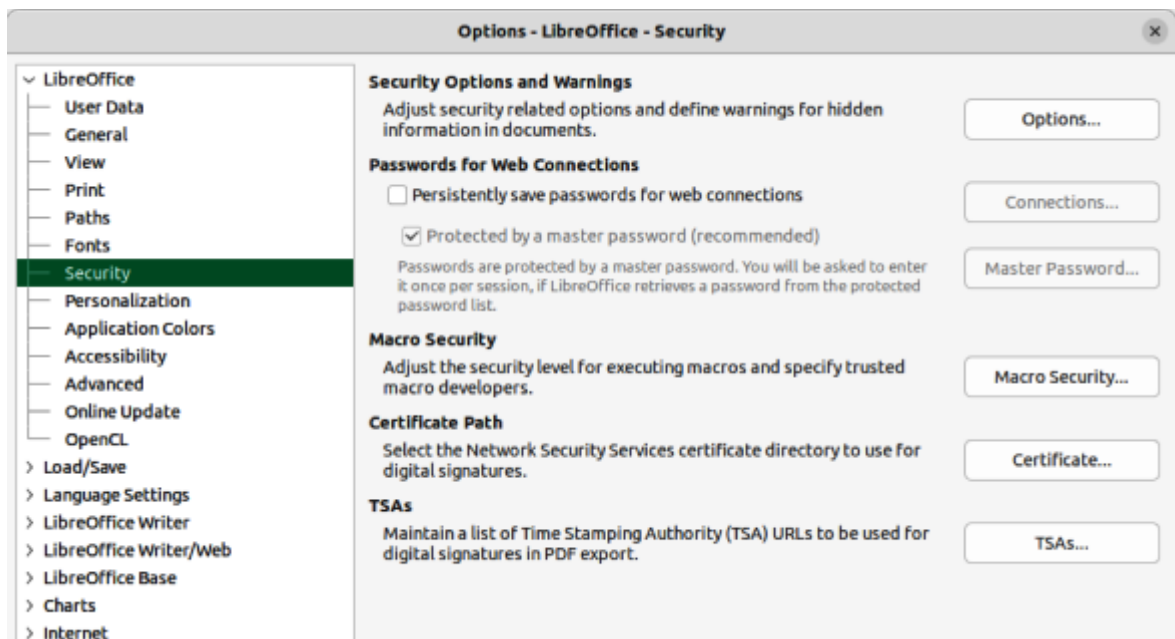 Options - LibreOffice - Security
LibreOffice
User Data
General
View
Print
Paths
Fonts
Security
Personalization
Application Colors
Accessibility
Advanced
Online Update
OpenCL
Load/Save
Language Settings
LibreOffice Writer
LibreOffice Writer/Web
LibreOffice Base
Charts
Internet
Security Options and Warnings
Adjust security related options and define warnings for hidden
information in documents.
Options...
Passwords for Web Connections
Persistently save passwords for web connections
Connections...
Protected by a master password (recommended)
Passwords are protected by a master password. You will be asked to enter
it once per session, if LibreOffice retrieves a password from the protected
password list.
Master Password...
Macro Security
Adjust the security level for executing macros and specify trusted
macro developers.
Macro Security...
Certificate Path
Select the Network Security Services certificate directory to use for
digital signatures.
Certificate...
TSAs
Maintain a list of Time Stamping Authority (TSA) URLs to be used for
digital signatures in PDF export.
TSAs...